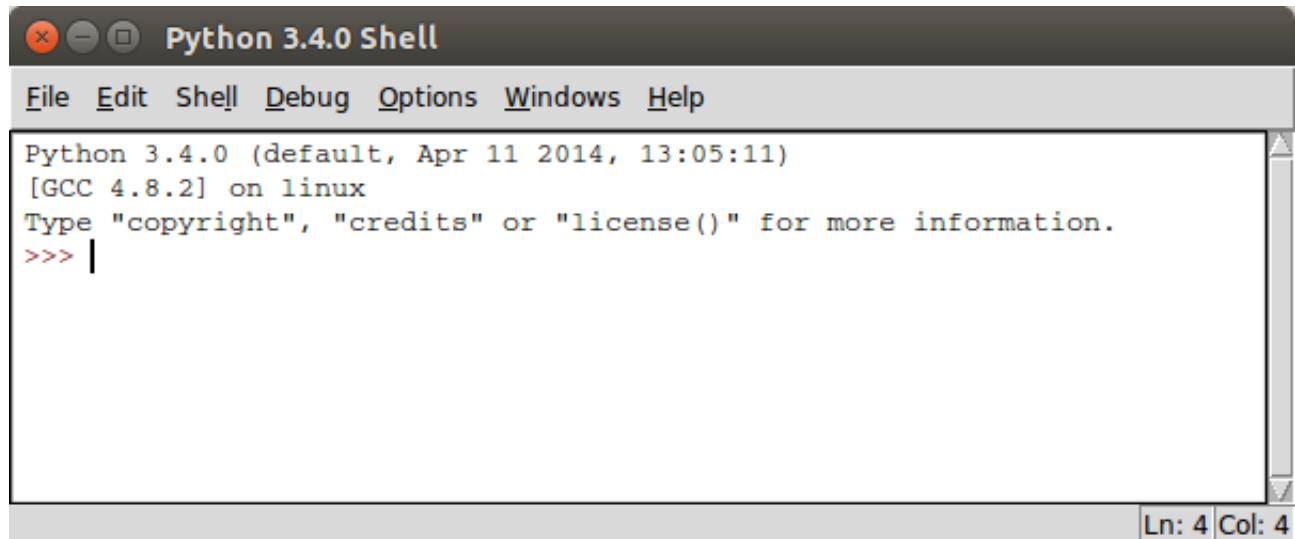 Python 3.4.0 Shell
File Edit Shell Debug Options Windows Help
Python 3.4.0 (default, Apr 11 2014, 13:05:11)
[GCC 4.8.2] on linux
Type "copyright", "credits" or "license()" for more information.
>>>
Ln: 4 Col: 4